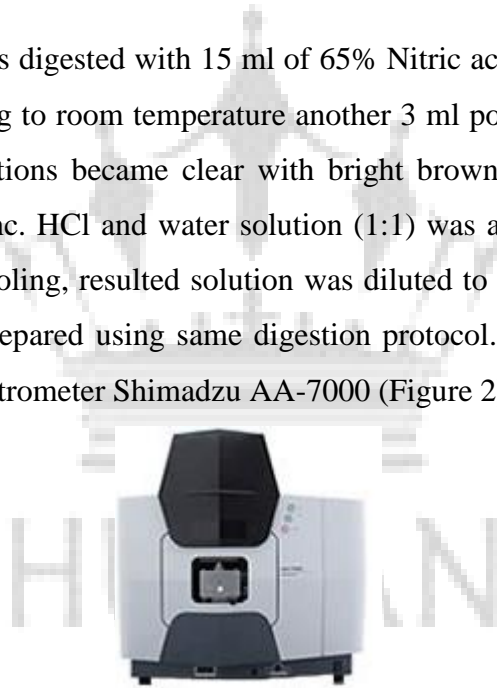 s digested with 15 ml of 65% Nitric ac
g to room temperature another 3 ml po
tions became clear with bright brown
nc. HCl and water solution (1:1) was a
oling, resulted solution was diluted to
epared using same digestion protocol.
trometer Shimadzu AA-7000 (Figure 2